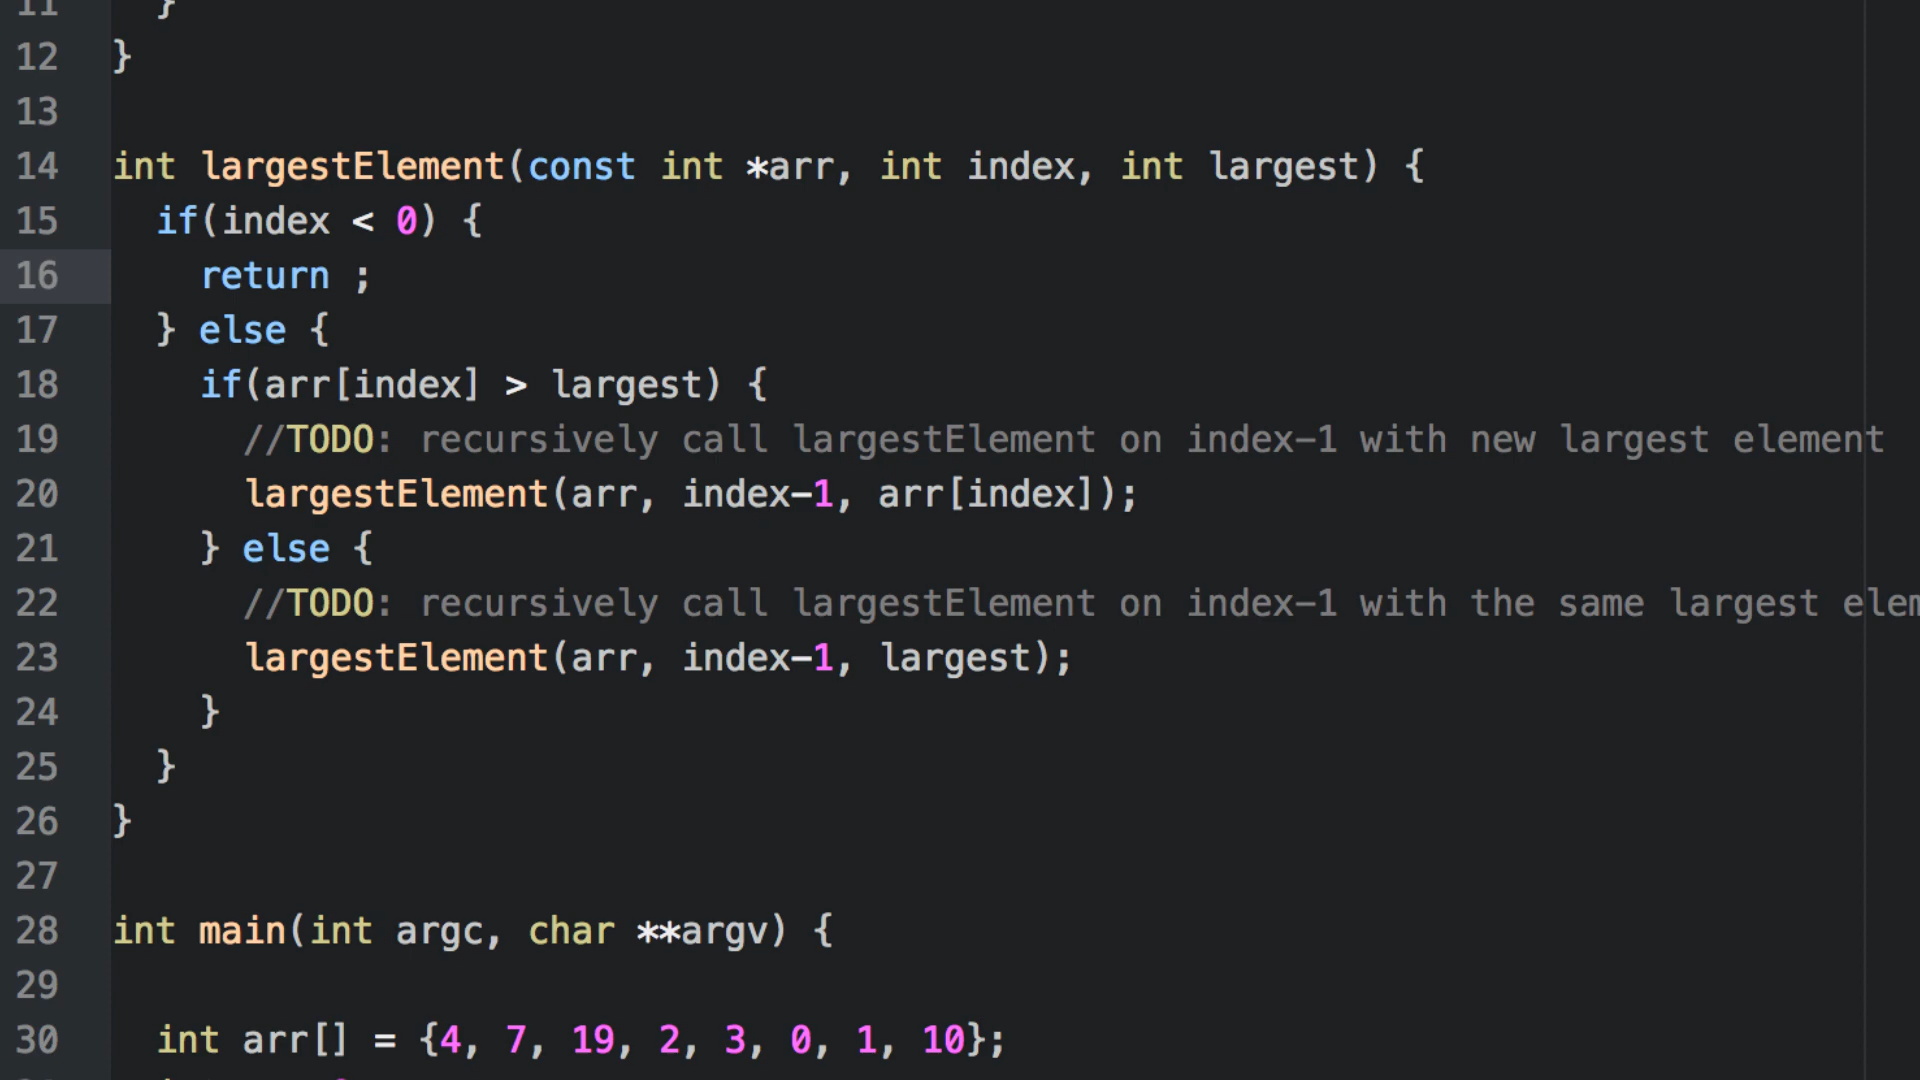 11 }
12 }
13
14 int largestElement(const int *arr, int index, int largest) {
15 if(index < 0) {
16 return ;
17 } else {
18 if(arr[index] > largest) {
19 //TODO: recursively call largestElement on index-1 with new largest element
20 largestElement(arr, index-1, arr[index]);
21 } else {
22 //TODO: recursively call largestElement on index-1 with the same largest elem
23 largestElement(arr, index-1, largest);
24 }
25 }
26 }
27
28 int main(int argc, char **argv) {
29
30 int arr[] = {4, 7, 19, 2, 3, 0, 1, 10};